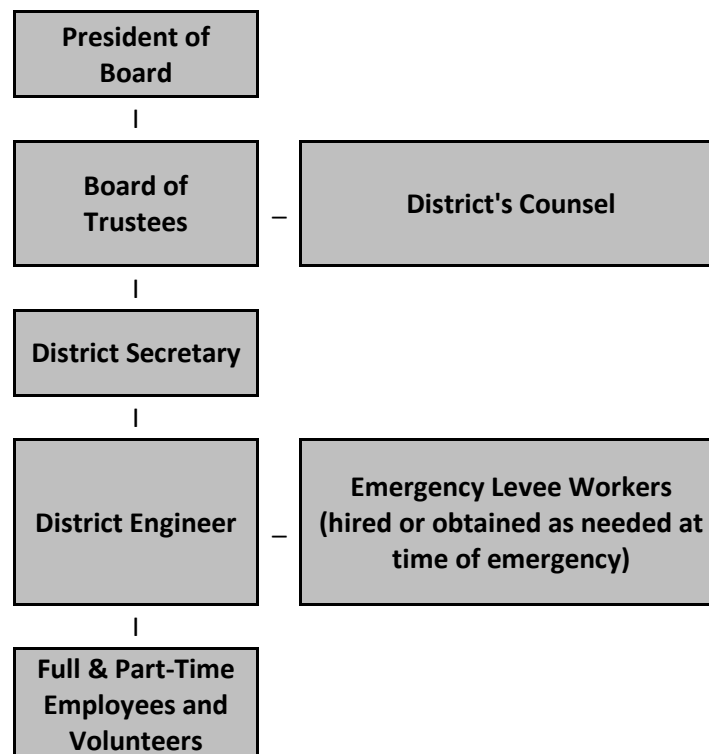 President of
Board
|
Board of
Trustees
–
District's Counsel
|
District Secretary
|
District Engineer
–
Emergency Levee Workers
(hired or obtained as needed at
time of emergency)
|
Full & Part-Time
Employees and
Volunteers